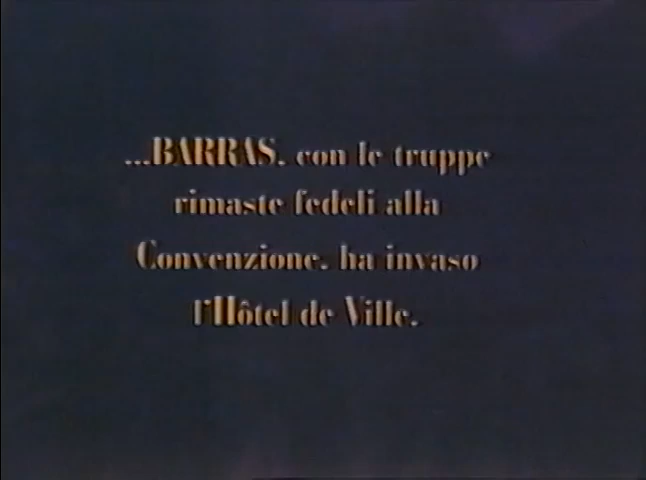 ...BARRAS, con le truppe
rimaste fedeli alla
Convenzione, ha invaso
l'Hôtel de Ville.